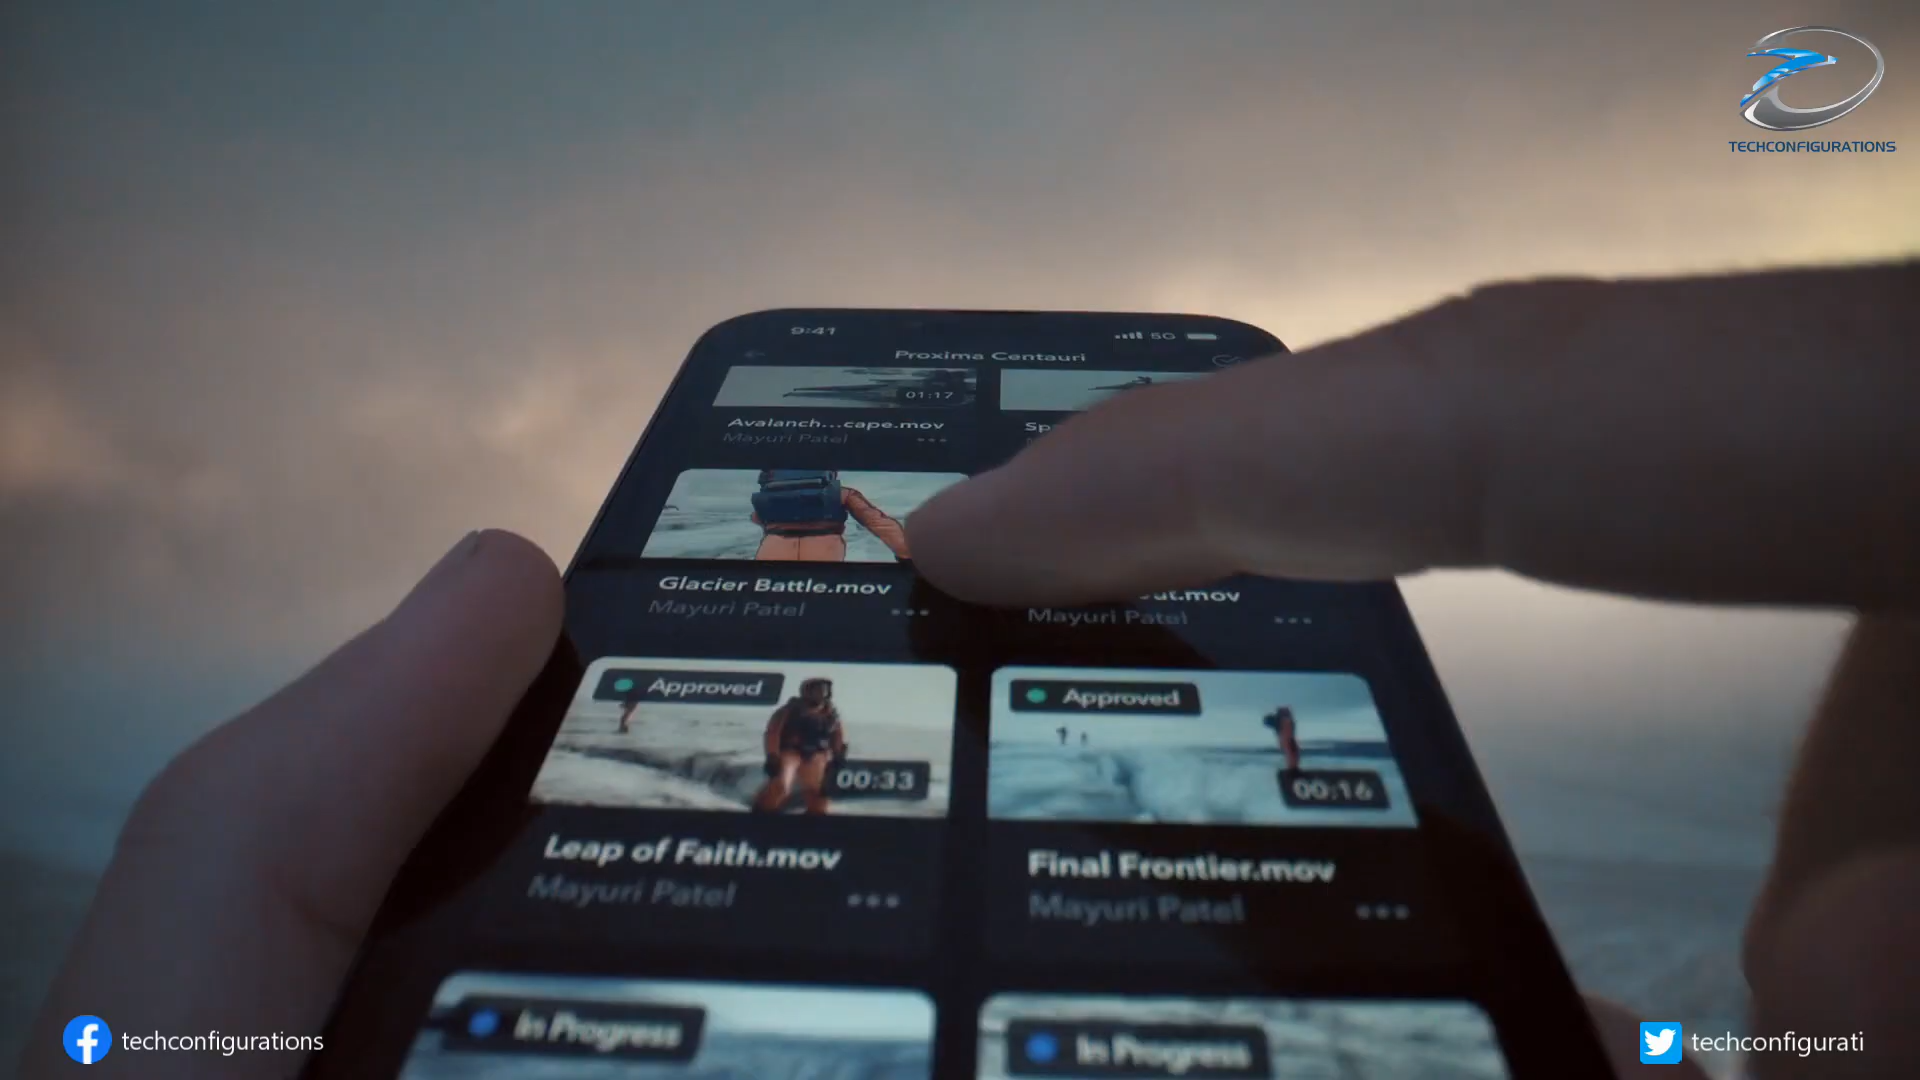 TECHCONFIGURATIONS
9:41
5G
Proxima Centauri
01:17
Avalanch...cape.mov
Mayuri Patel
Glacier Battle.mov
Mayuri Patel
Mayuri Patel
Approved
00:33
Leap of Faith.mov
Mayuri Patel
Approved
00:16
Final Frontier.mov
Mayuri Patel
In Progress
In Progress
techconfigurations
techconfigurati